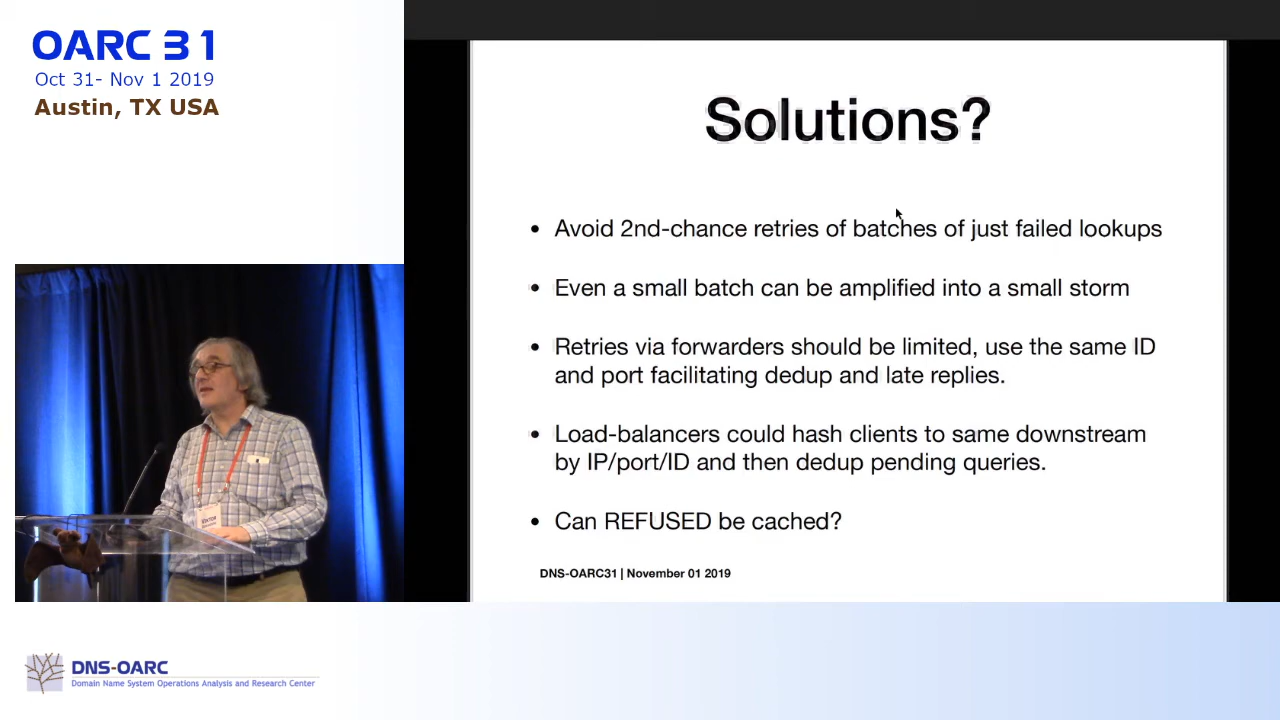 OARC 31
Oct 31- Nov 1 2019
Austin, TX USA
Solutions?
• Avoid 2nd-chance retries of batches of just failed lookups
• Even a small batch can be amplified into a small storm
• Retries via forwarders should be limited, use the same ID
and port facilitating dedup and late replies.
• Load-balancers could hash clients to same downstream
by IP/port/ID and then dedup pending queries.
• Can REFUSED be cached?
DNS-OARC31 | November 01 2019
DNS-OARC
Domain Name System Operations Analysis and Research Center